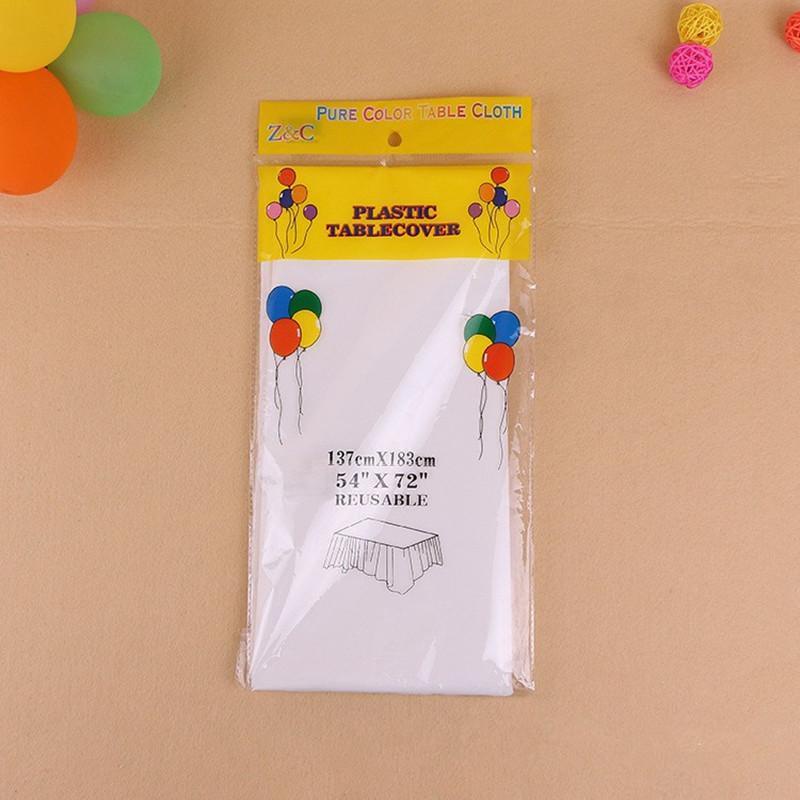 PURE COLOR TABLE CLOTH
Z&C
PLASTIC
TABLECOVER
137cmX183cm
54" X 72"
REUSABLE